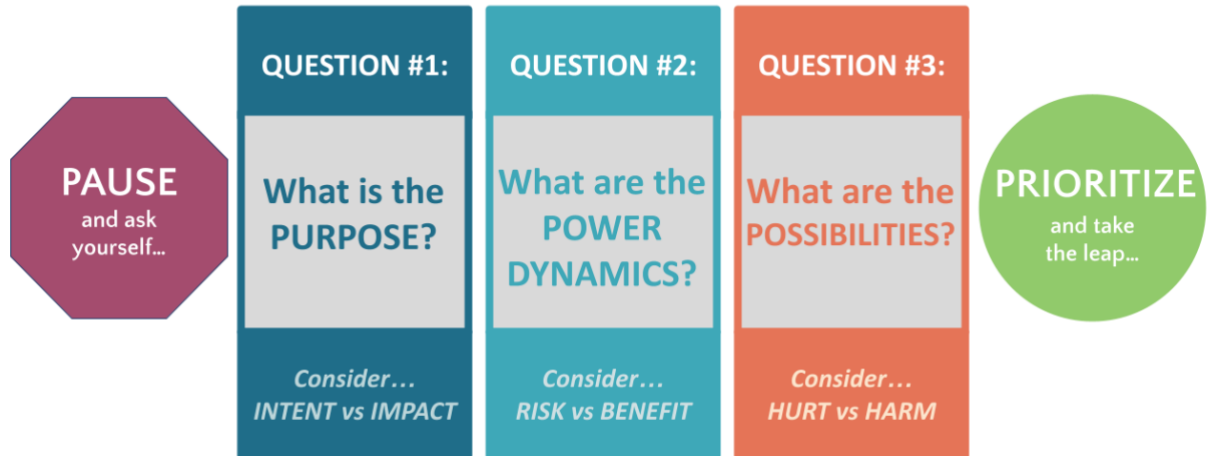 PAUSE
and ask
yourself...
QUESTION #1:
What is the
PURPOSE?
Consider...
INTENT vs IMPACT
QUESTION #2:
What are the
POWER
DYNAMICS?
Consider...
RISK vs BENEFIT
QUESTION #3:
What are the
POSSIBILITIES?
Consider...
HURT vs HARM
PRIORITIZE
and take
the leap...